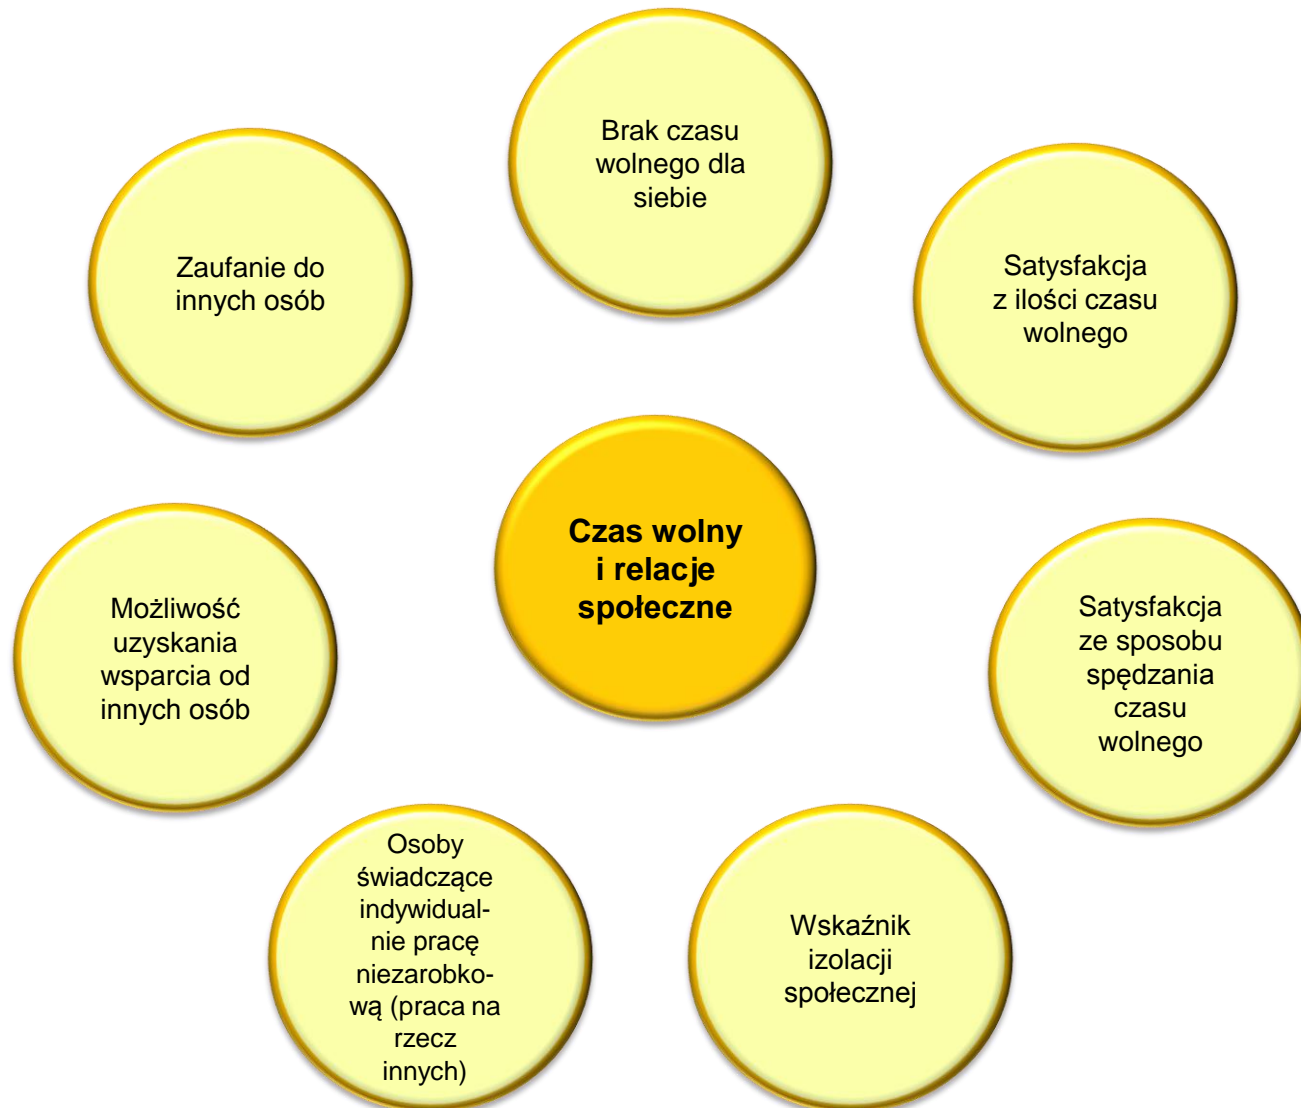 Brak czasu
wolnego dla
siebie
Zaufanie do
innych osób
Satysfakcja
z ilości czasu
wolnego
Czas wolny
i relacje
społeczne
Możliwość
uzyskania
wsparcia od
innych osób
Satysfakcja
ze sposobu
spędzania
czasu
wolnego
Osoby
świadczące
indywidual-
nie pracę
niezarobko-
wą (praca na
rzecz
innych)
Wskaźnik
izolacji
społecznej